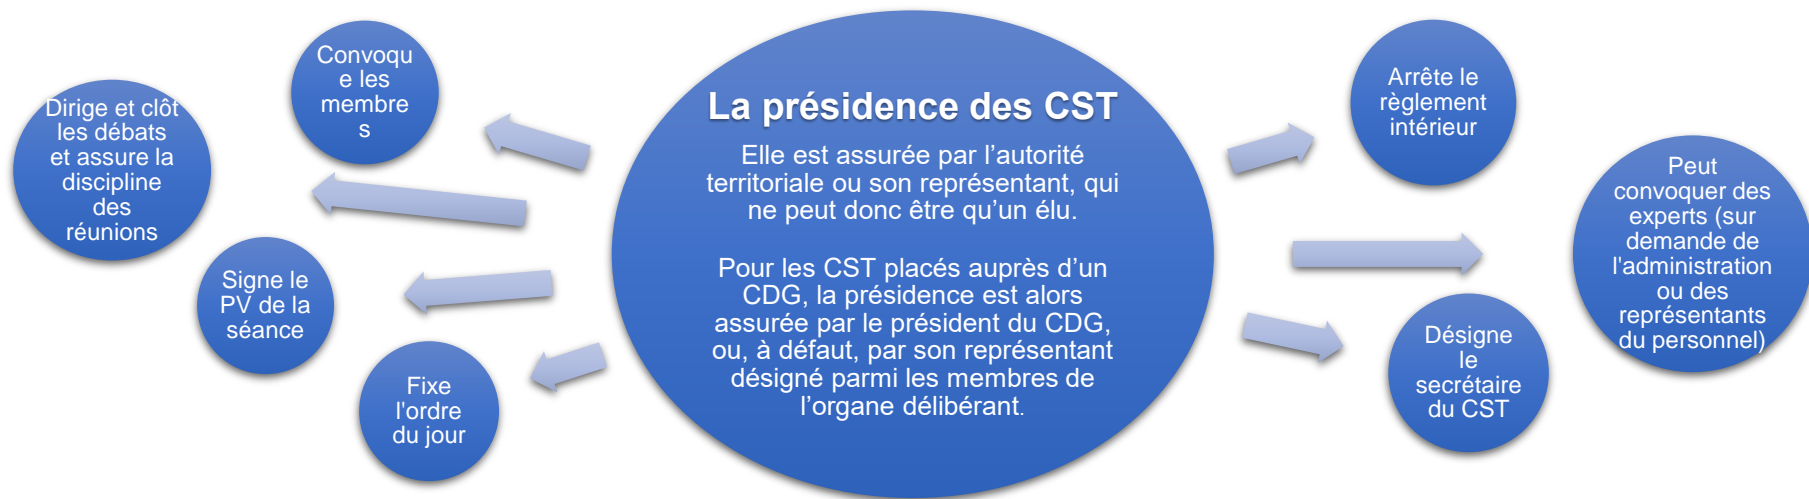 La présidence des CST
Elle est assurée par l’autorité
territoriale ou son représentant, qui
ne peut donc être qu’un élu.
Pour les CST placés auprès d’un
CDG, la présidence est alors
assurée par le président du CDG,
ou, à défaut, par son représentant
désigné parmi les membres de
l’organe délibérant.
Convoqu
e les
membre
s
Dirige et clôt
les débats
et assure la
discipline
des
réunions
Signe le
PV de la
séance
Fixe
l'ordre
du jour
Arrête le
règlement
intérieur
Peut
convoquer des
experts (sur
demande de
l'administration
ou des
représentants
du personnel)
Désigne
le
secrétaire
du CST